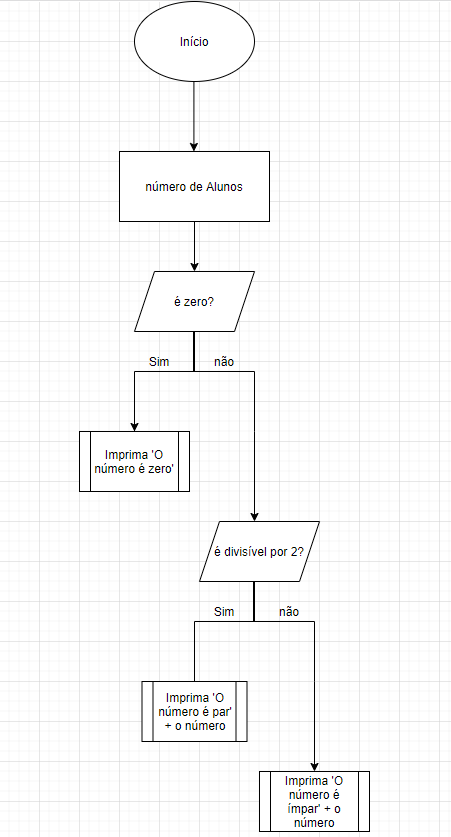 Início
número de Alunos
é zero?
Sim
não
Imprima 'O
número é zero'
é divisível por 2?
Sim
não
Imprima 'O
número é par'
+ o número
Imprima 'O
número é
ímpar' + o
número